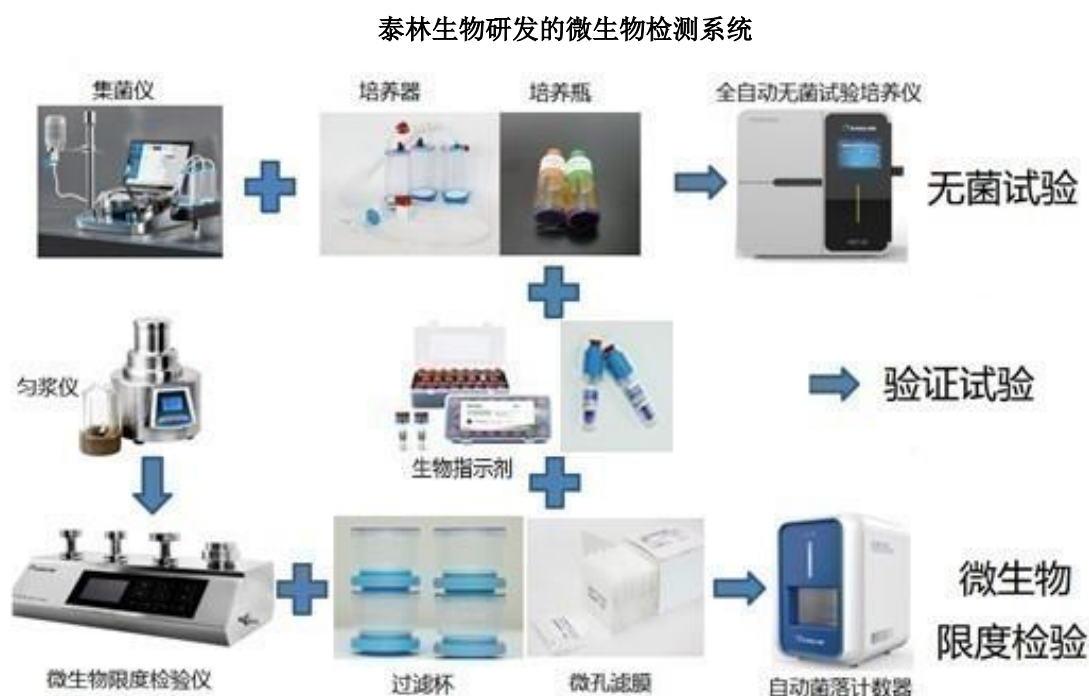 泰林生物研发的微生物检测系统
集菌仪
培养器
培养瓶
全自动无菌试验培养仪
无菌试验
匀浆仪
生物指示剂
验证试验
微生物限度检验仪
过滤杯
微孔滤膜
自动菌落计数器
微生物
限度检验